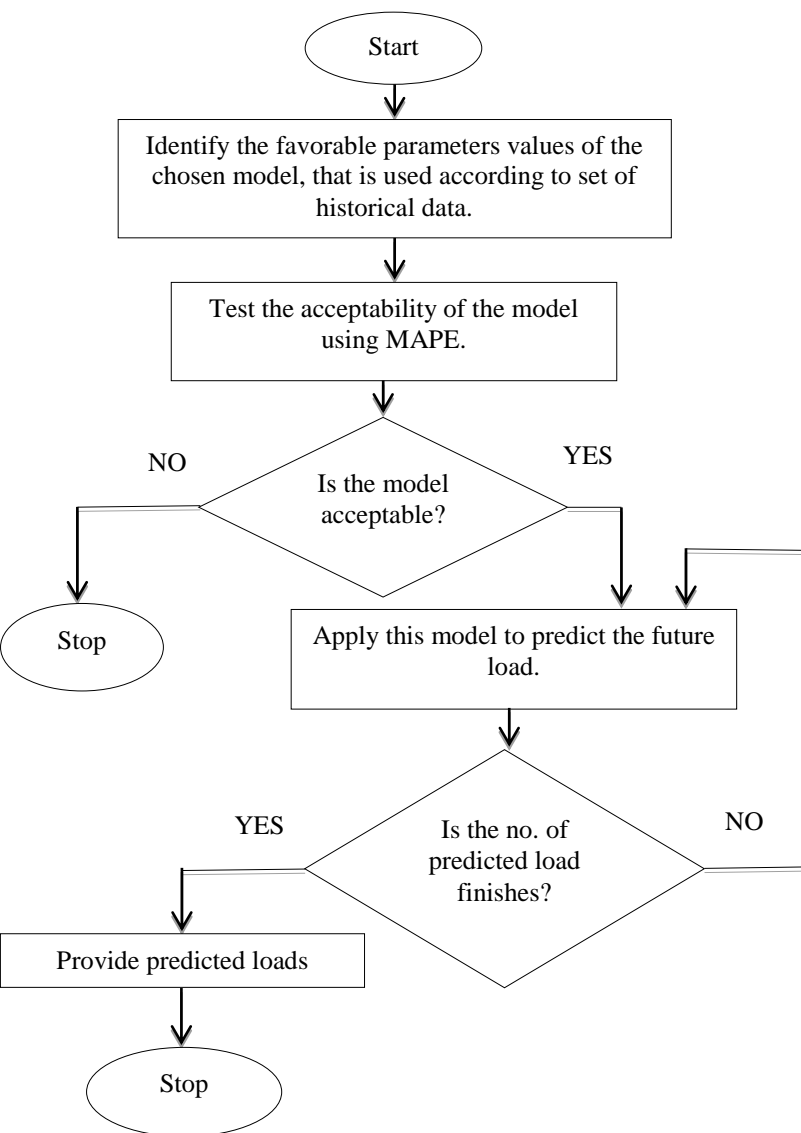 Start
Identify the favorable parameters values of the
chosen model, that is used according to set of
historical data.
Test the acceptability of the model
using MAPE.
NO
YES
Is the model
acceptable?
Stop
Apply this model to predict the future
load.
YES
NO
Is the no. of
predicted load
finishes?
Provide predicted loads
Stop